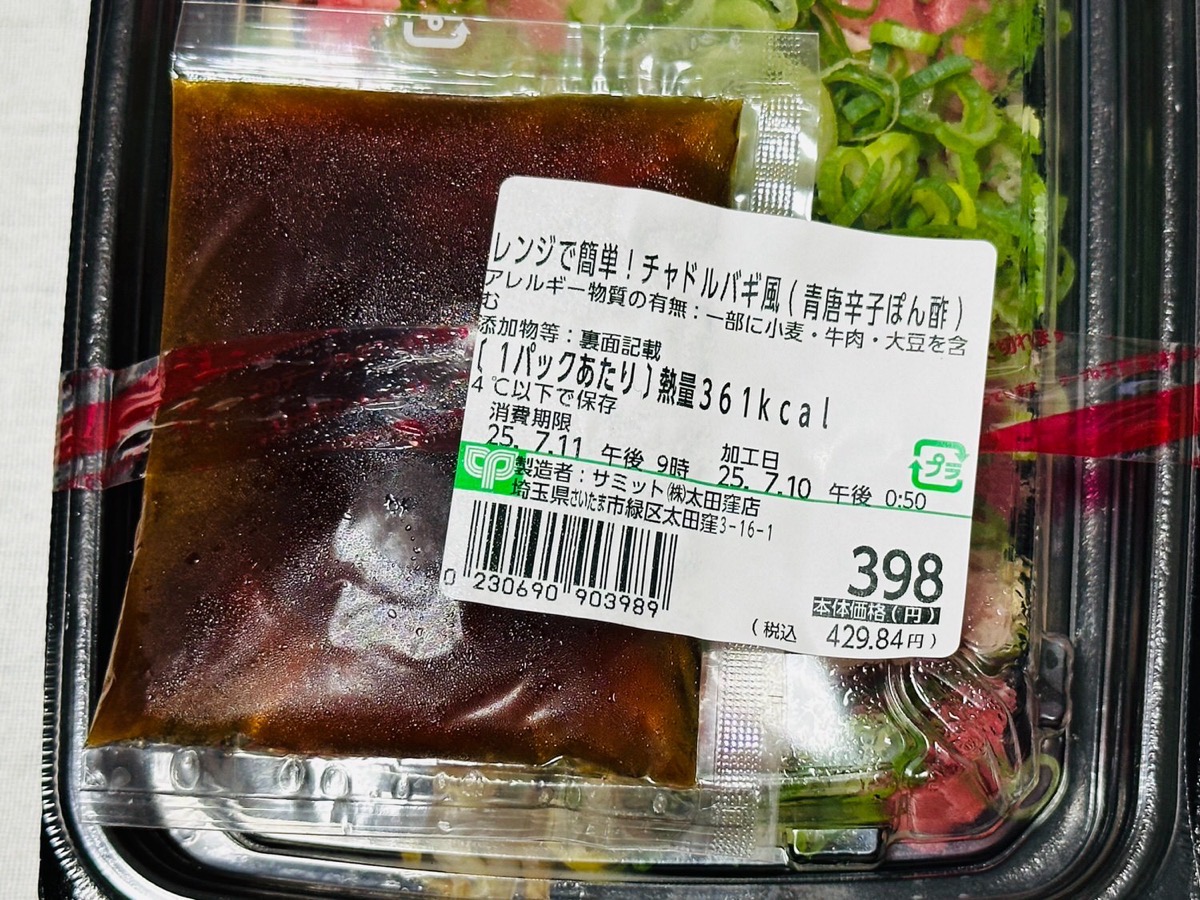 レンジで簡単！チャドルバギ風（青唐辛子ぽん酢）
アレルギー物質の有無：一部に小麦・牛肉・大豆を含
む
添加物等：裏面記載
（1パックあたり）熱量361kcal
4℃以下で保存
消費期限 加工日
25. 7.11 午後 9時 25. 7.10 午後 0:50
プラ
製造者：サミット㈱太田窪店
埼玉県さいたま市緑区太田窪3-16-1
0 230690 903989
398
本体価格（円）
（税込 429.84円）
切れます